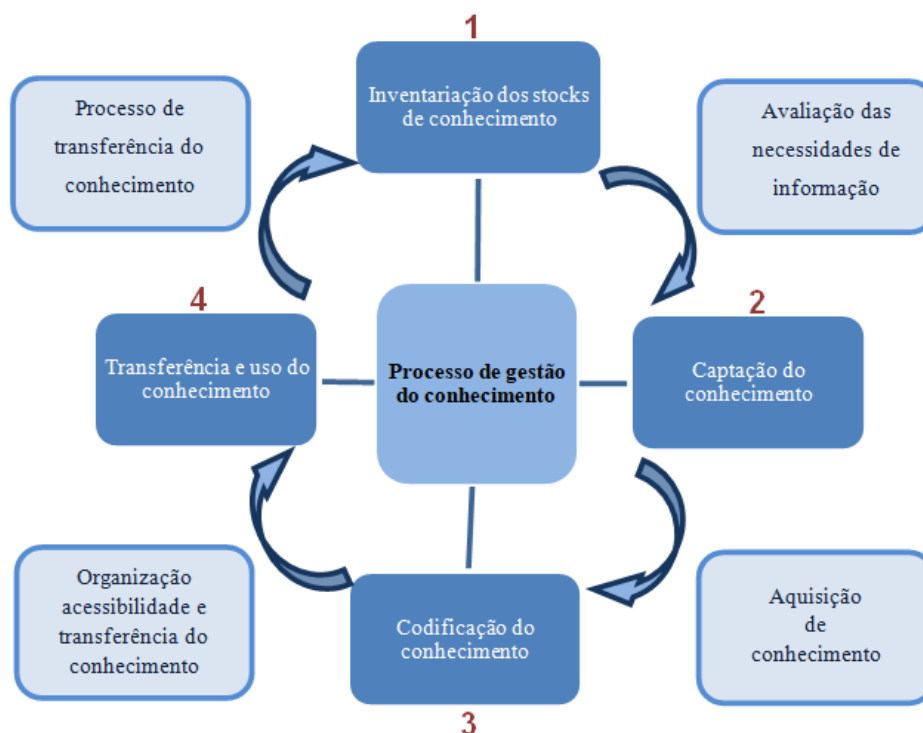 1
Inventariação dos stocks
de conhecimento
Processo de
transferência do
conhecimento
Avaliação das
necessidades de
informação
4
Transferência e uso do
conhecimento
Processo de gestão
do conhecimento
2
Captação do
conhecimento
Organização
acessibilidade e
transferência do
conhecimento
Codificação do
conhecimento
3
Aquisição
de
conhecimento